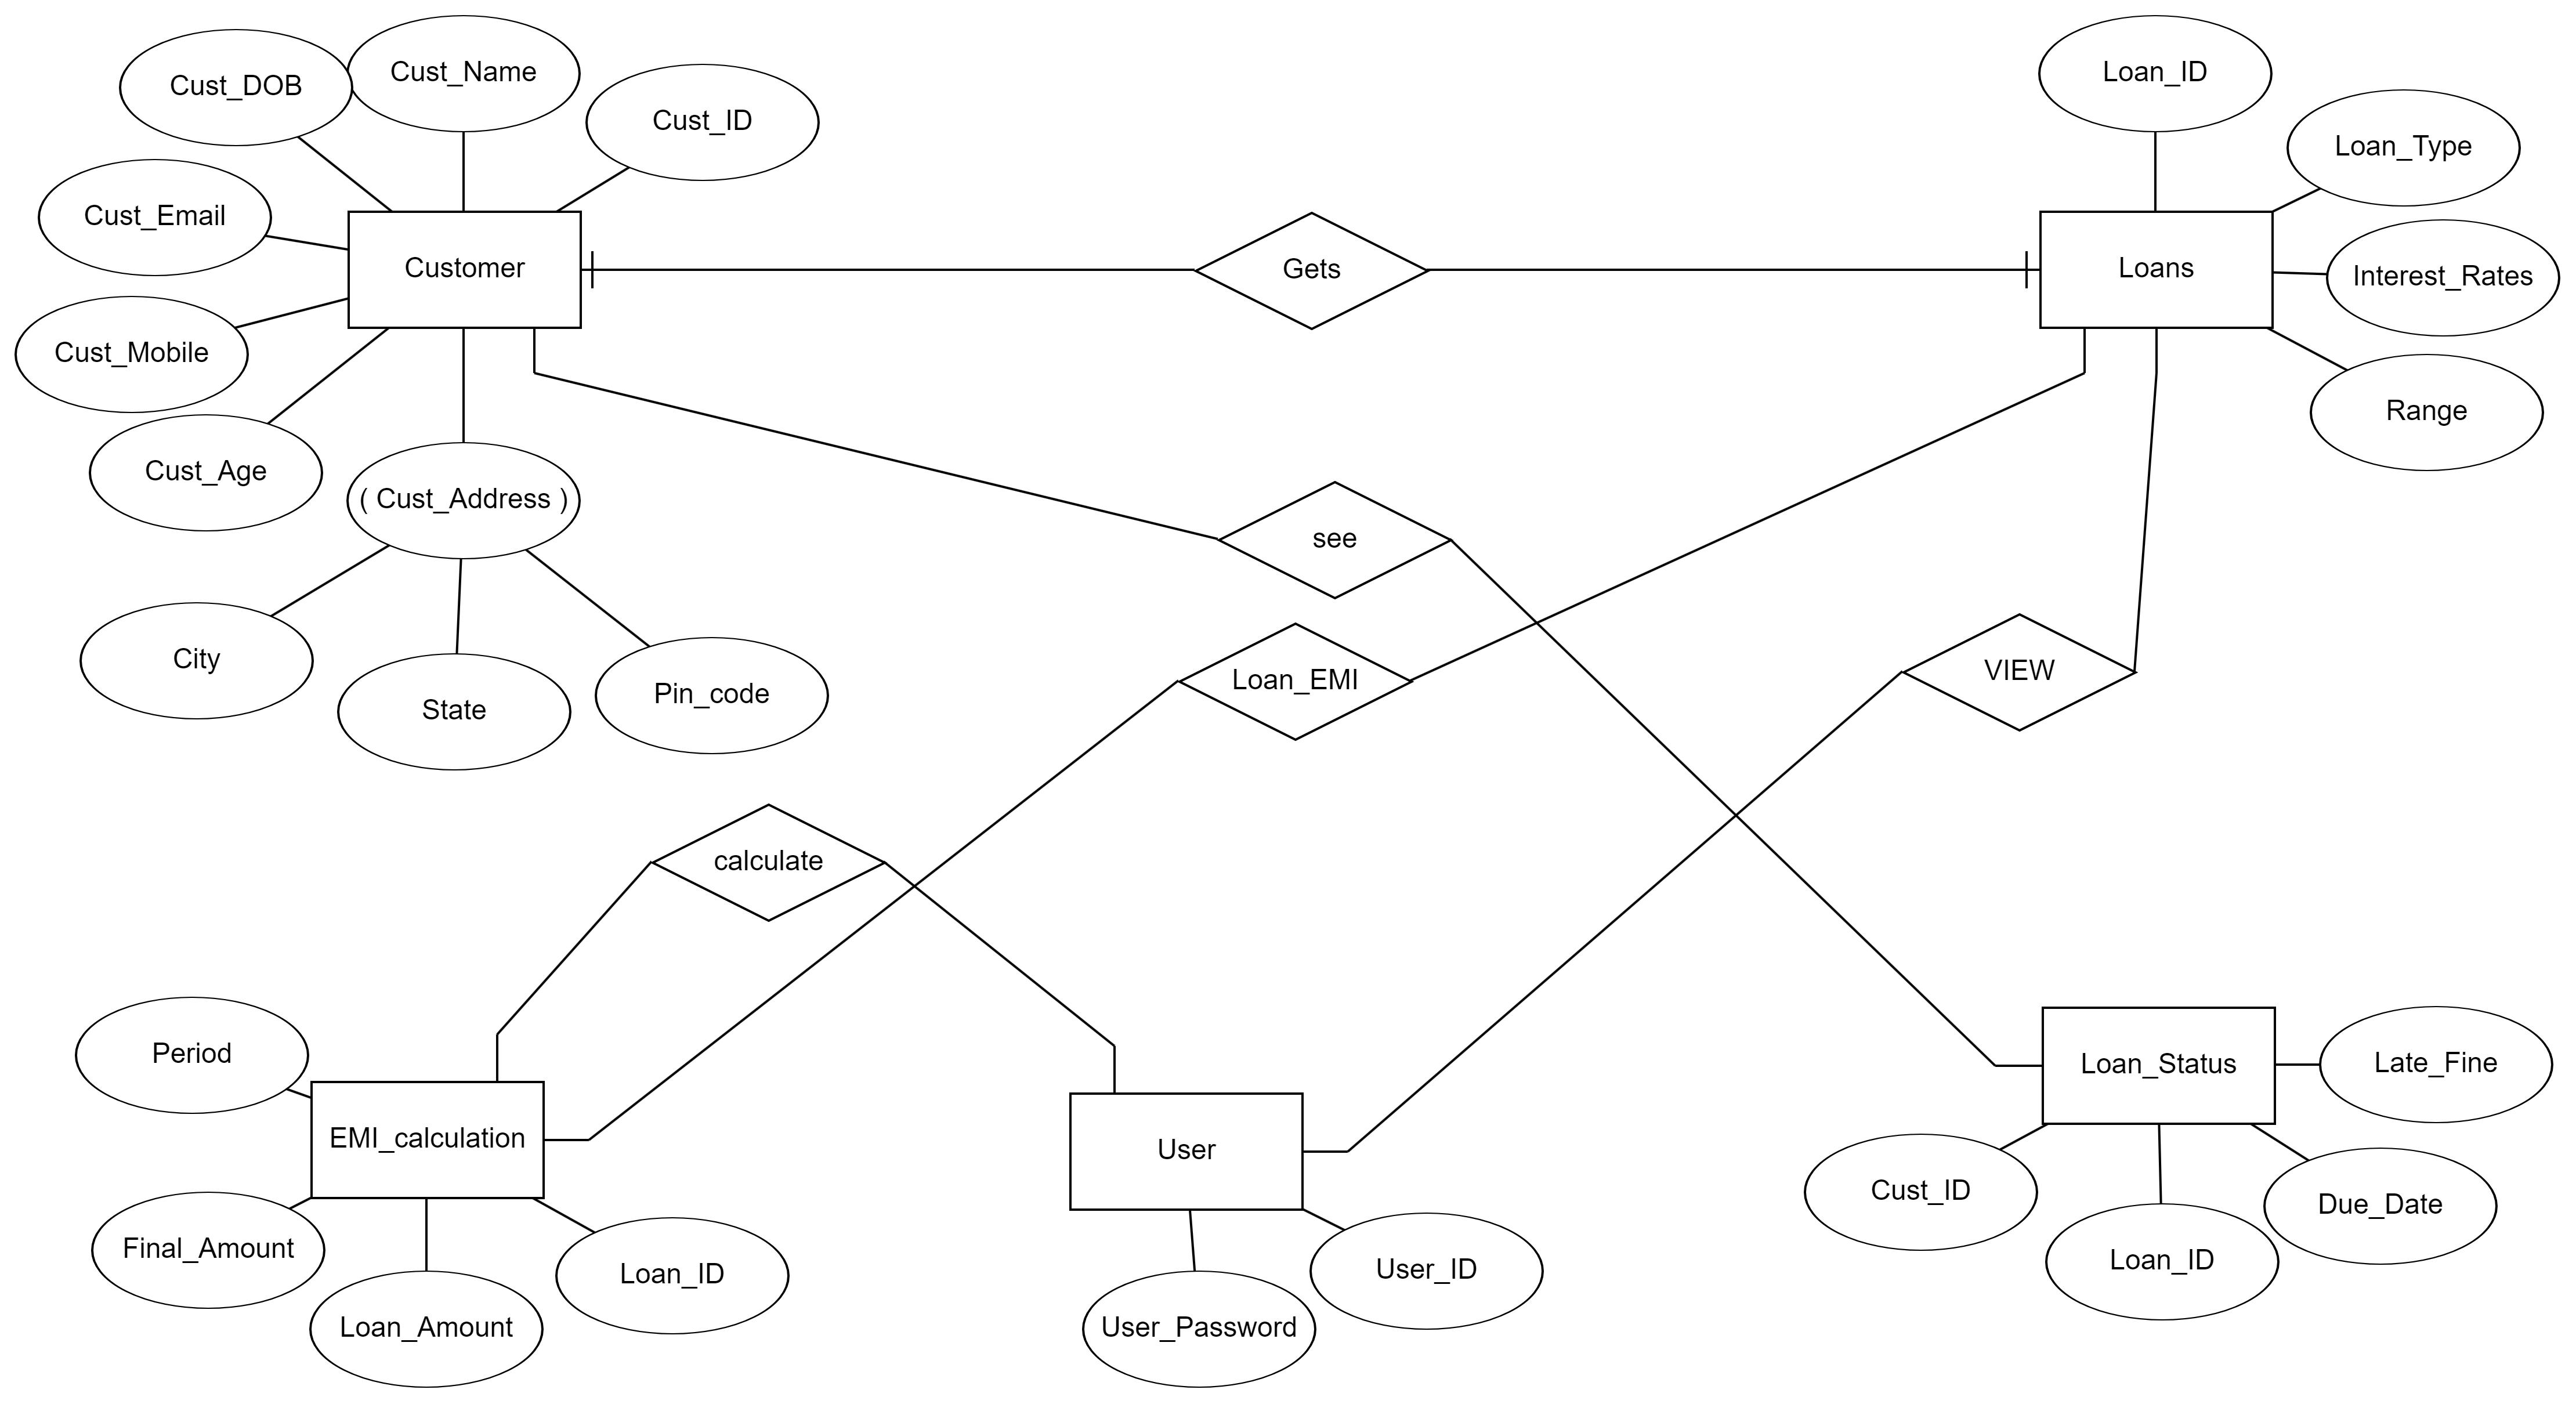 Cust_DOB
Cust_Name
Cust_ID
Loan_ID
Loan_Type
Cust_Email
Customer
Gets
Loans
Interest_Rates
Cust_Mobile
Range
Cust_Age
( Cust_Address )
see
City
State
Pin_code
Loan_EMI
VIEW
calculate
Period
EMI_calculation
User
Loan_Status
Late_Fine
Cust_ID
Due_Date
Final_Amount
Loan_ID
User_ID
Loan_ID
Loan_Amount
User_Password